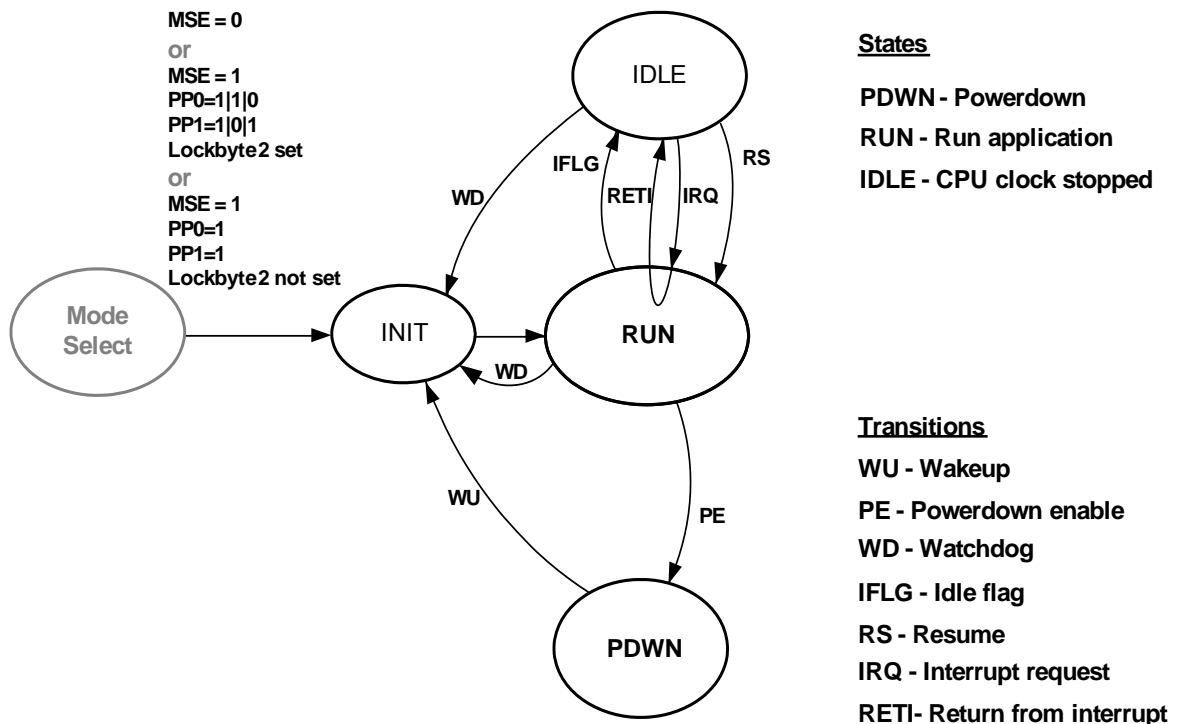 MSE = 0
or
MSE = 1
PP0=1|1|0
PP1=1|0|1
Lockbyte2 set
or
MSE = 1
PP0=1
PP1=1
Lockbyte2 not set
Mode
Select
INIT
IDLE
RUN
PDWN
WD
IFLG
RETI
IRQ
RS
WD
WU
PE
States
PDWN - Powerdown
RUN - Run application
IDLE - CPU clock stopped
Transitions
WU - Wakeup
PE - Powerdown enable
WD - Watchdog
IFLG - Idle flag
RS - Resume
IRQ - Interrupt request
RETI- Return from interrupt